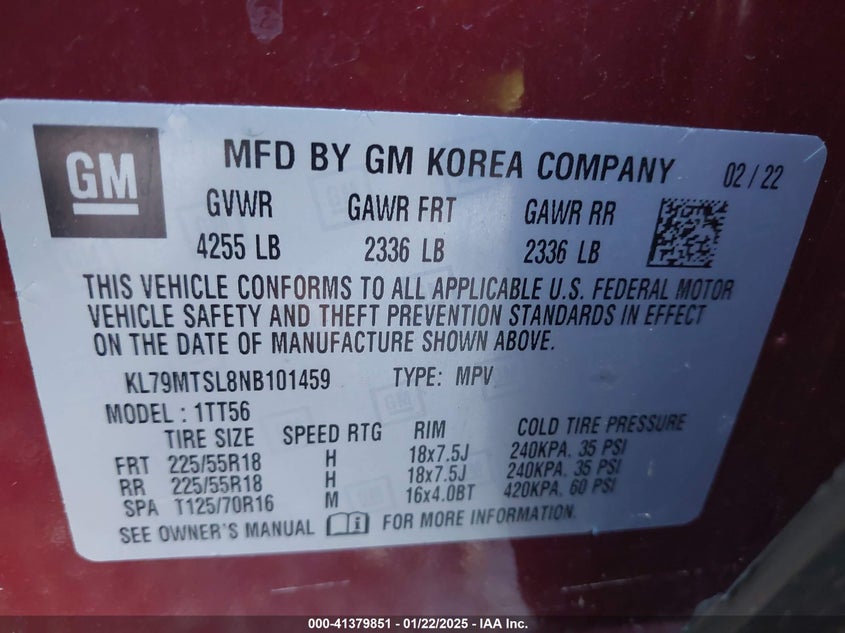 GM
MFD BY GM KOREA COMPANY 02 / 22
GVWR GAWR FRT GAWR RR
4255 LB 2336 LB 2336 LB
THIS VEHICLE CONFORMS TO ALL APPLICABLE U.S. FEDERAL MOTOR
VEHICLE SAFETY AND THEFT PREVENTION STANDARDS IN EFFECT
ON THE DATE OF MANUFACTURE SHOWN ABOVE.
KL79MTSL8NB101459 TYPE: MPV
MODEL : 1TT56
TIRE SIZE SPEED RTG RIM COLD TIRE PRESSURE
FRT 225/55R18 H 18x7.5J 240KPA. 35 PSI
RR 225/55R18 H 18x7.5J 240KPA. 35 PSI
SPA T125/70R16 M 16x4.0BT 420KPA. 60 PSI
SEE OWNER'S MANUAL FOR MORE INFORMATION.
000-41379851 - 01/22/2025 - IAA Inc.